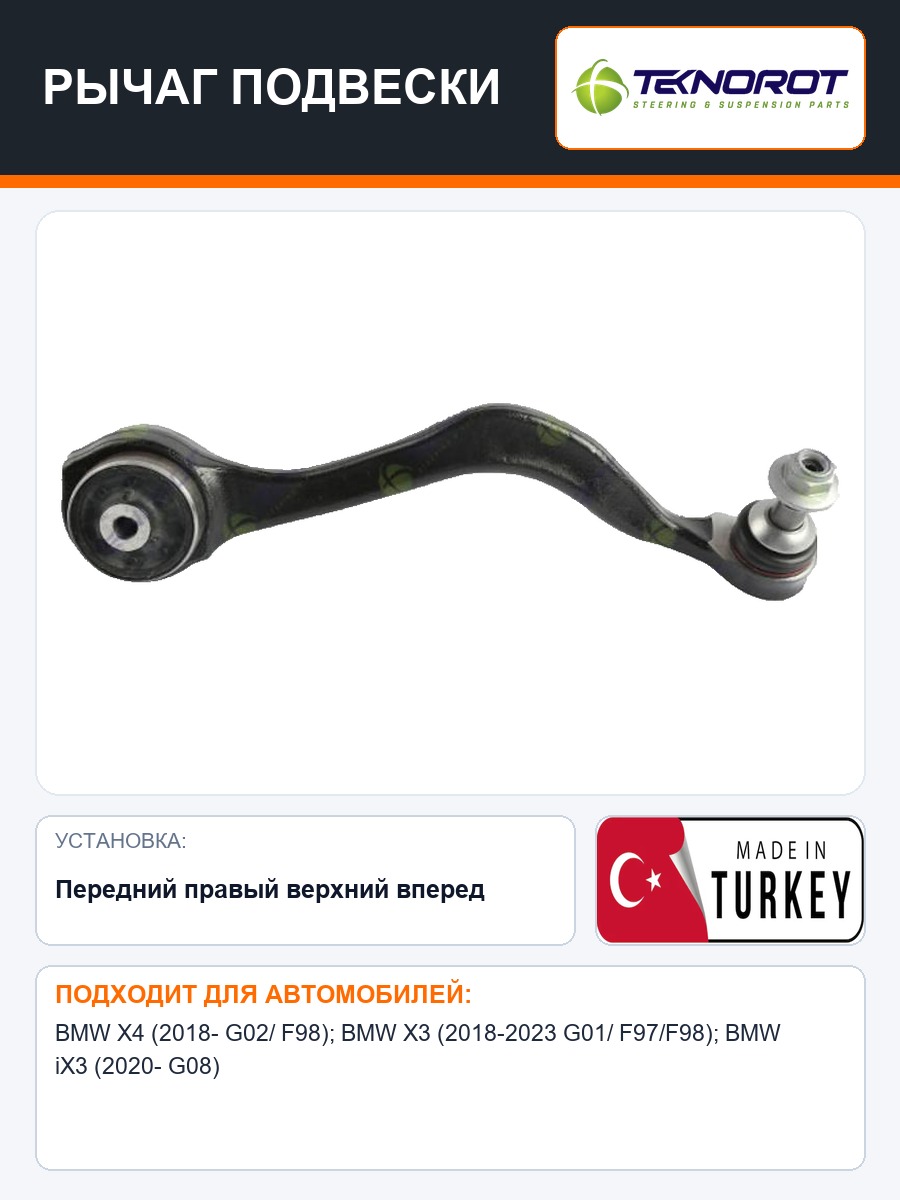 РЫЧАГ ПОДВЕСКИ
TEKNOROT
STEERING & SUSPENSION PARTS
УСТАНОВКА:
Передний правый верхний вперед
MADE IN
TURKEY
ПОДХОДИТ ДЛЯ АВТОМОБИЛЕЙ:
BMW X4 (2018- G02/ F98); BMW X3 (2018-2023 G01/ F97/F98); BMW
iX3 (2020- G08)